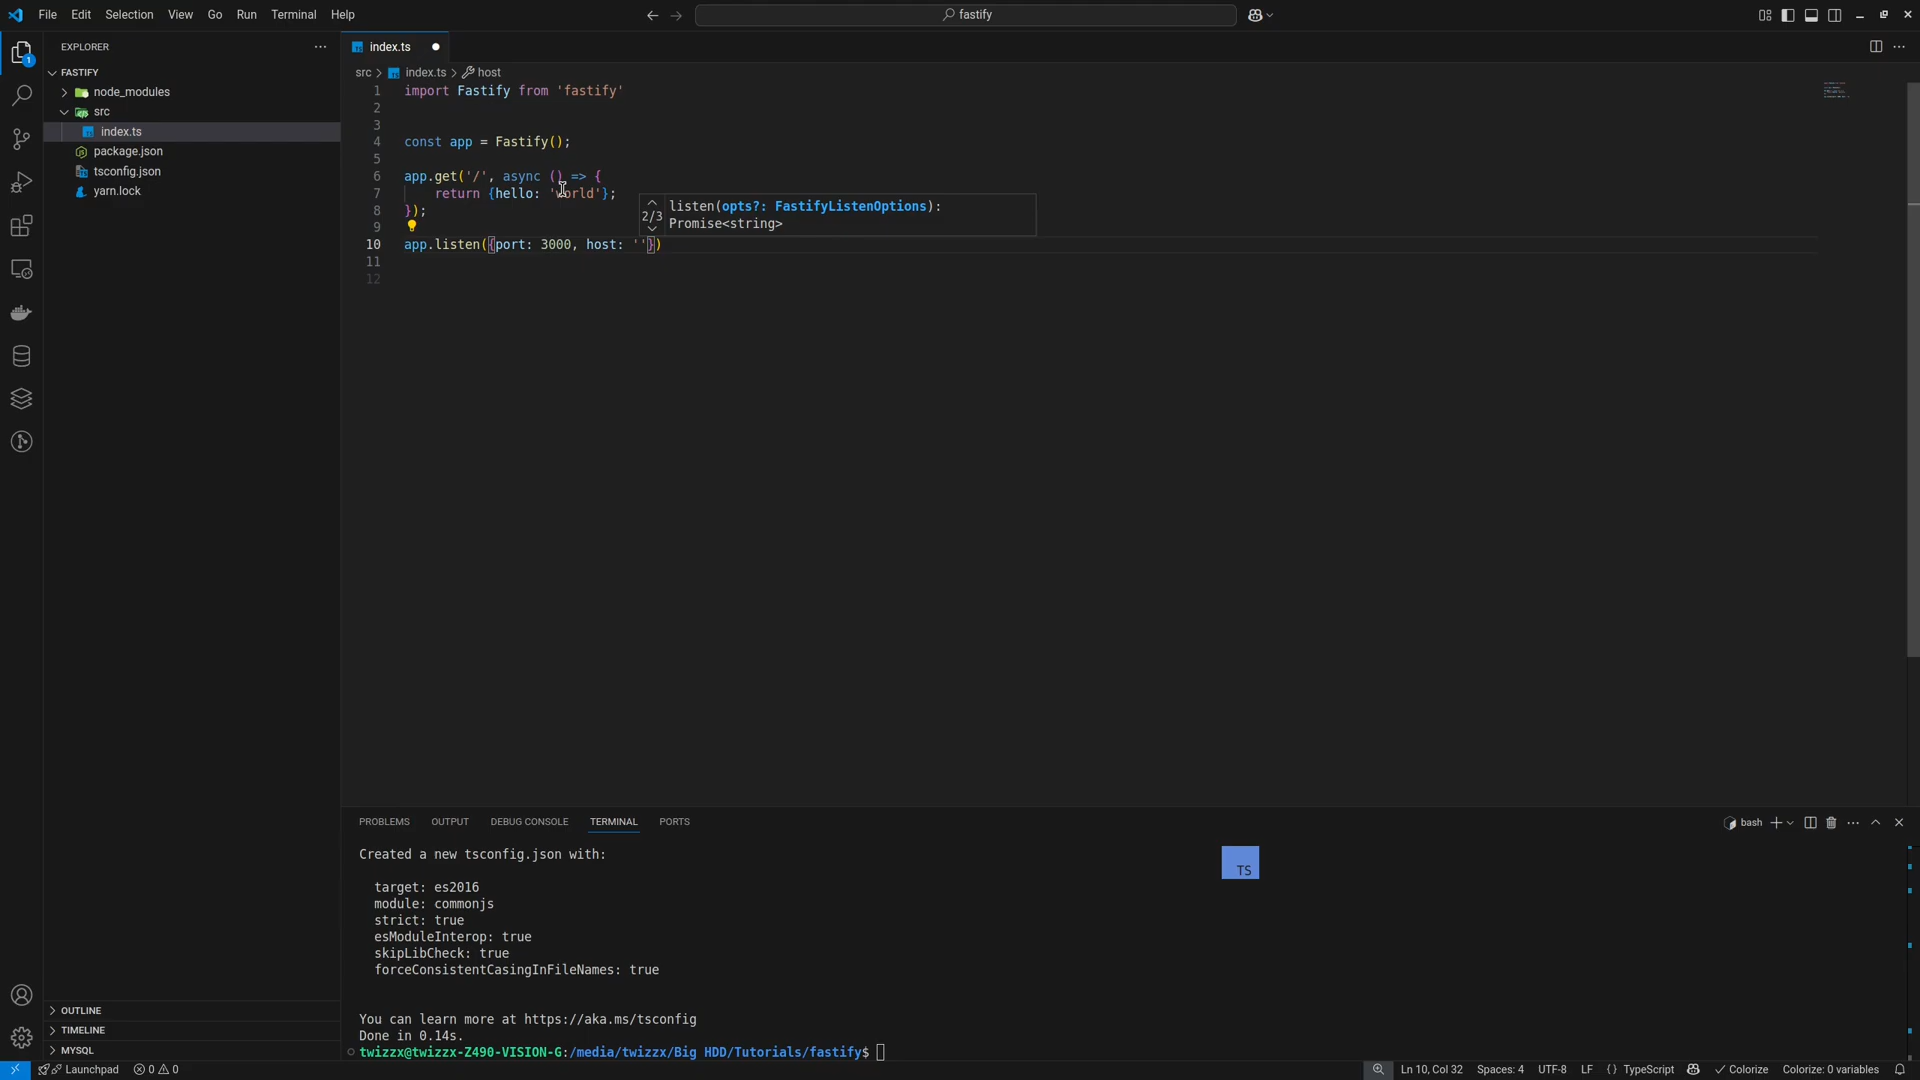 File Edit Selection View Go Run Terminal Help
fastify
EXPLORER
1
FASTIFY
node_modules
src
index.ts
package.json
tsconfig.json
yarn.lock
index.ts
src index.ts host
1 import Fastify from 'fastify'
2
3
4 const app = Fastify();
5
6 app.get('/', async () => {
7 return {hello: 'world'};
8 });
9
10 app.listen({port: 3000, host: ''})
11
12
2/3
listen(opts?: FastifyListenOptions):
Promise<string>
PROBLEMS OUTPUT DEBUG CONSOLE TERMINAL PORTS
bash
Created a new tsconfig.json with:
TS
target: es2016
module: commonjs
strict: true
esModuleInterop: true
skipLibCheck: true
forceConsistentCasingInFileNames: true
You can learn more at https://aka.ms/tsconfig
Done in 0.14s.
twizzx@twizzx-Z490-VISION-G:/media/twizzx/Big HDD/Tutorials/fastify$
OUTLINE
TIMELINE
MYSQL
Launchpad 0 0 Ln 10, Col 32 Spaces: 4 UTF-8 LF {} TypeScript Colorize Colorize: 0 variables